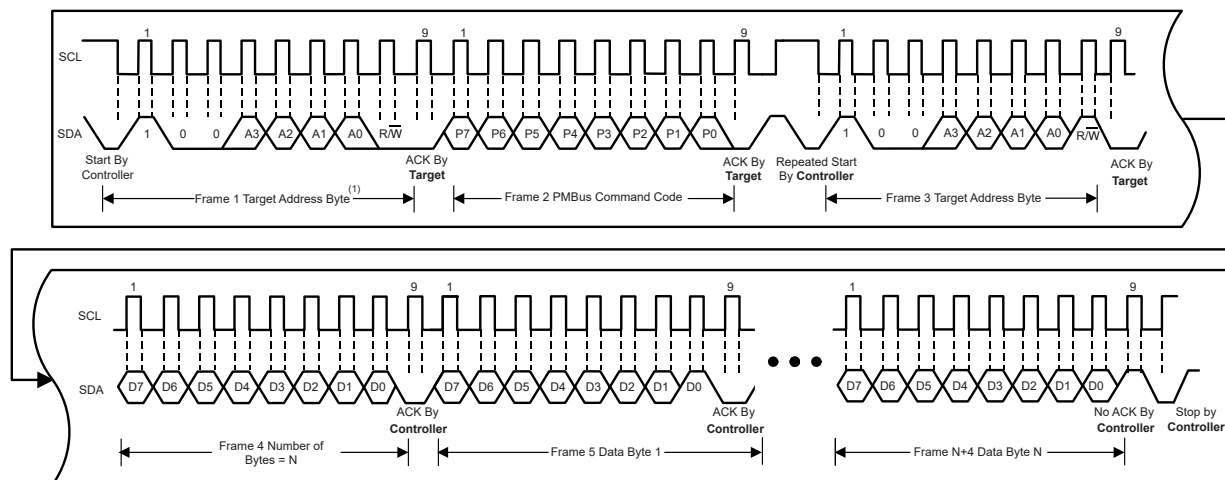 1 9 1 9 1 9
SCL
SDA 1 0 0 A3 A2 A1 A0 R/W P7 P6 P5 P4 P3 P2 P1 P0 1 0 0 A3 A2 A1 A0 R/W
Start By
Controller
ACK By
Target
ACK By
Target
Repeated Start
By Controller
ACK By
Target
Frame 1 Target Address Byte (1)
Frame 2 PMBus Command Code
Frame 3 Target Address Byte
1 9 1 9 1 9
SCL
SDA D7 D6 D5 D4 D3 D2 D1 D0 D7 D6 D5 D4 D3 D2 D1 D0 D7 D6 D5 D4 D3 D2 D1 D0
ACK By
Controller
ACK By
Controller
No ACK By
Controller
Stop by
Controller
Frame 4 Number of
Bytes = N
Frame 5 Data Byte 1
Frame N+4 Data Byte N